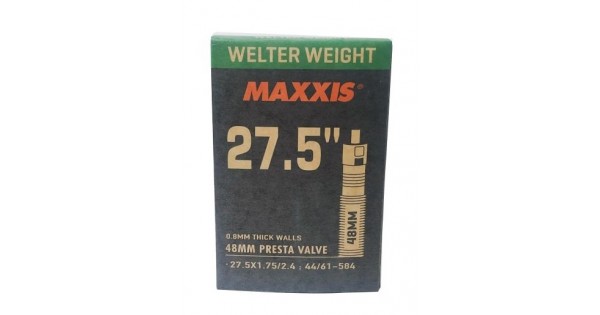 WELTER WEIGHT
MAXXIS®
27.5"
48MM
0.8MM THICK WALLS
48MM PRESTA VALVE
27.5X1.75/2.4 ; 44/61-584